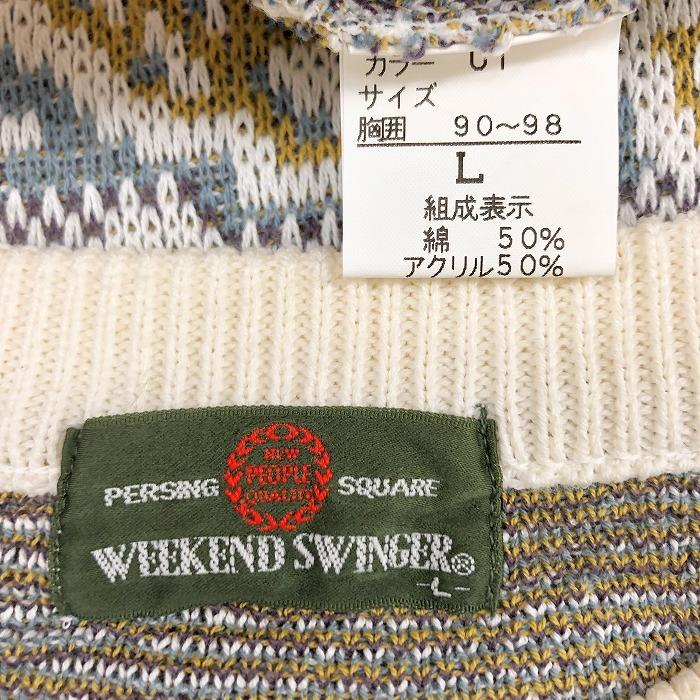 カラー C1
サイズ
胸囲 90～98
L
組成表示
綿 50%
アクリル50%
NEW
PEOPLE
QUALITY
PERSING SQUARE
WEEKEND SWINGER®
-L-